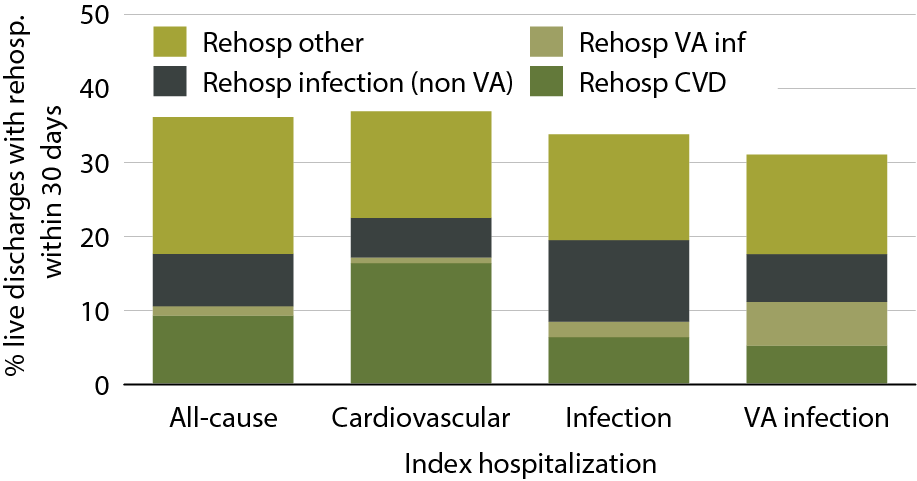 % live discharges with rehosp.
within 30 days
50
40
30
20
10
0
Rehosp other
Rehosp VA inf
Rehosp infection (non VA)
Rehosp CVD
All-cause
Cardiovascular
Infection
VA infection
Index hospitalization